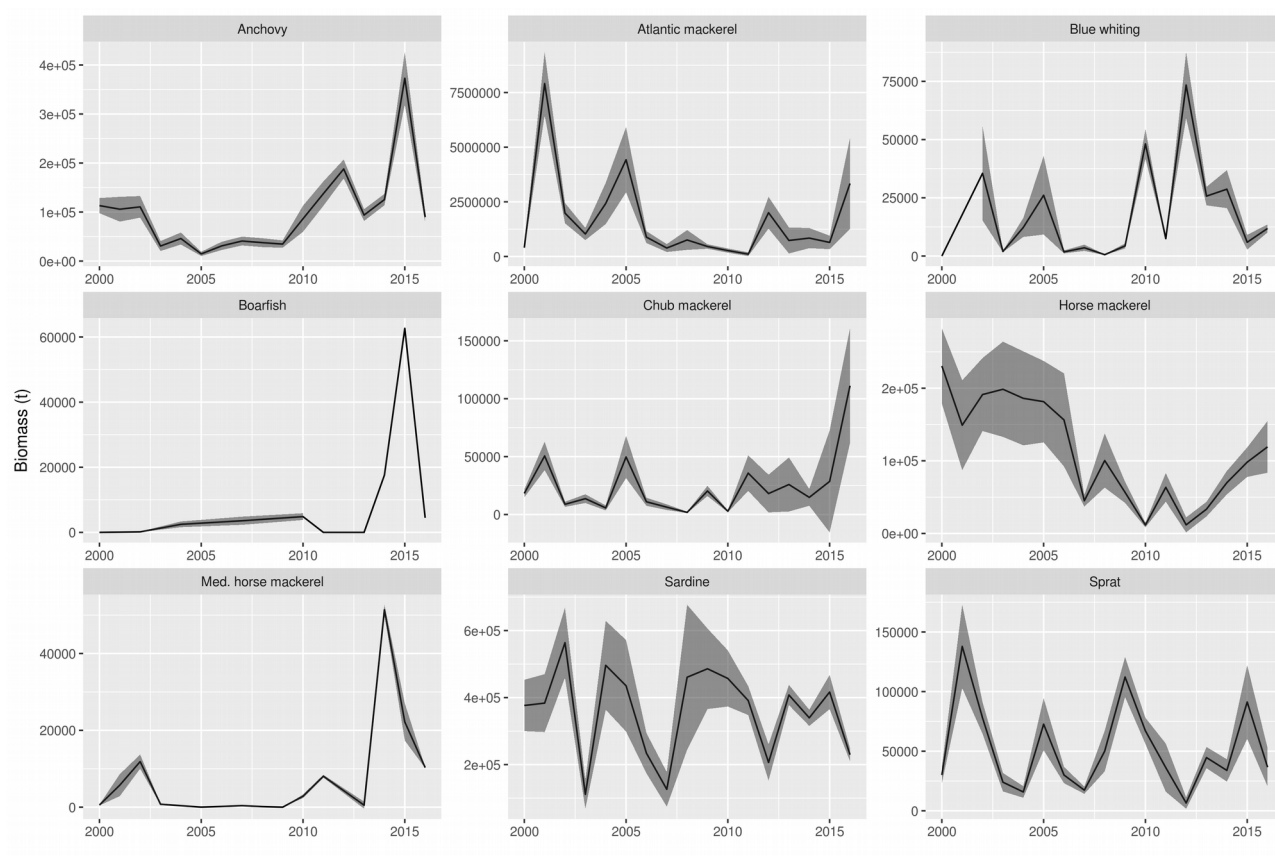 Anchovy
Atlantic mackerel
Blue whiting
4e+05
3e+05
2e+05
1e+05
0e+00
7500000
5000000
2500000
0
75000
50000
25000
0
2000 2005 2010 2015
2000 2005 2010 2015
2000 2005 2010 2015
Boarfish
Chub mackerel
Horse mackerel
Biomass (t)
60000
40000
20000
0
150000
100000
50000
0
2e+05
1e+05
0e+00
2000 2005 2010 2015
2000 2005 2010 2015
2000 2005 2010 2015
Med. horse mackerel
Sardine
Sprat
40000
20000
0
6e+05
4e+05
2e+05
150000
100000
50000
0
2000 2005 2010 2015
2000 2005 2010 2015
2000 2005 2010 2015